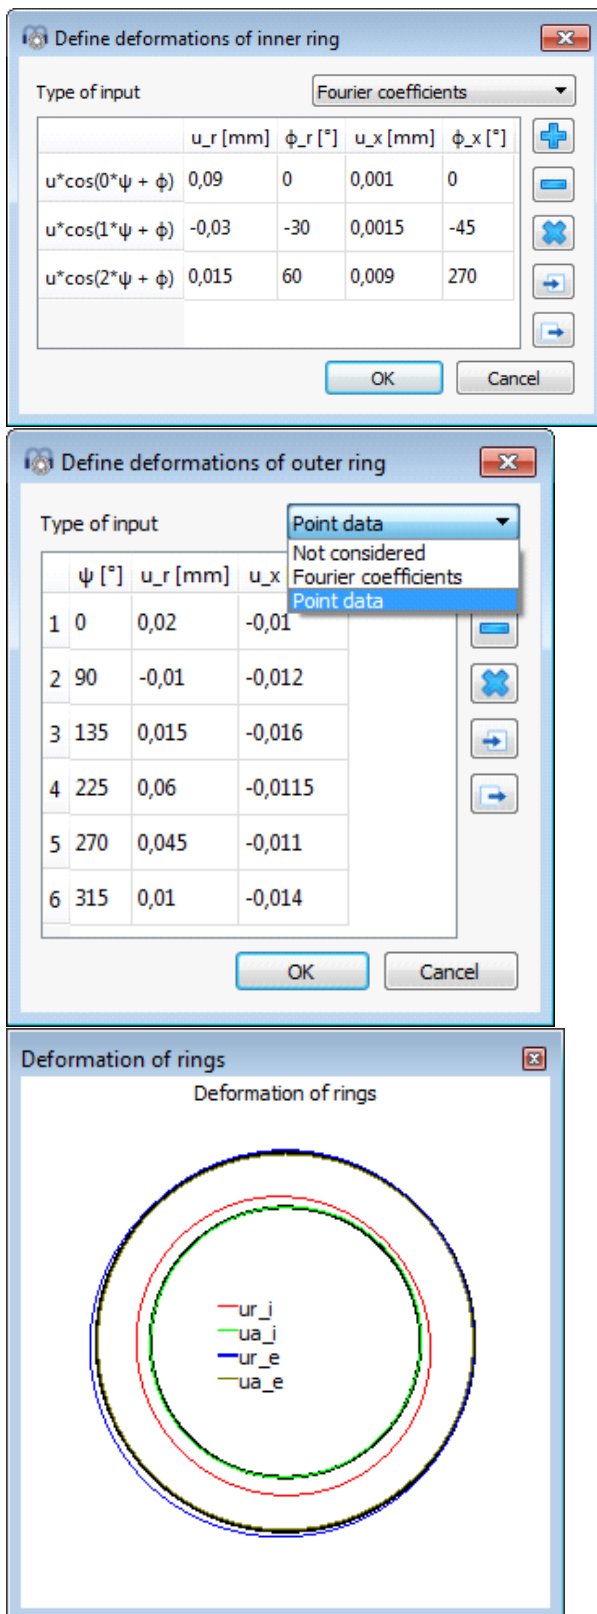 Define deformations of inner ring
Type of input Fourier coefficients
u_r [mm] ϕ_r [°] u_x [mm] ϕ_x [°]
u*cos(0*ψ + ϕ) 0,09 0 0,001 0
u*cos(1*ψ + ϕ) -0,03 -30 0,0015 -45
u*cos(2*ψ + ϕ) 0,015 60 0,009 270
OK Cancel
Define deformations of outer ring
Type of input Point data
Not considered
Fourier coefficients
Point data
ψ [°] u_r [mm] u_x
1 0 0,02 -0,01
2 90 -0,01 -0,012
3 135 0,015 -0,016
4 225 0,06 -0,0115
5 270 0,045 -0,011
6 315 0,01 -0,014
OK Cancel
Deformation of rings
Deformation of rings
ur_i
ua_i
ur_e
ua_e